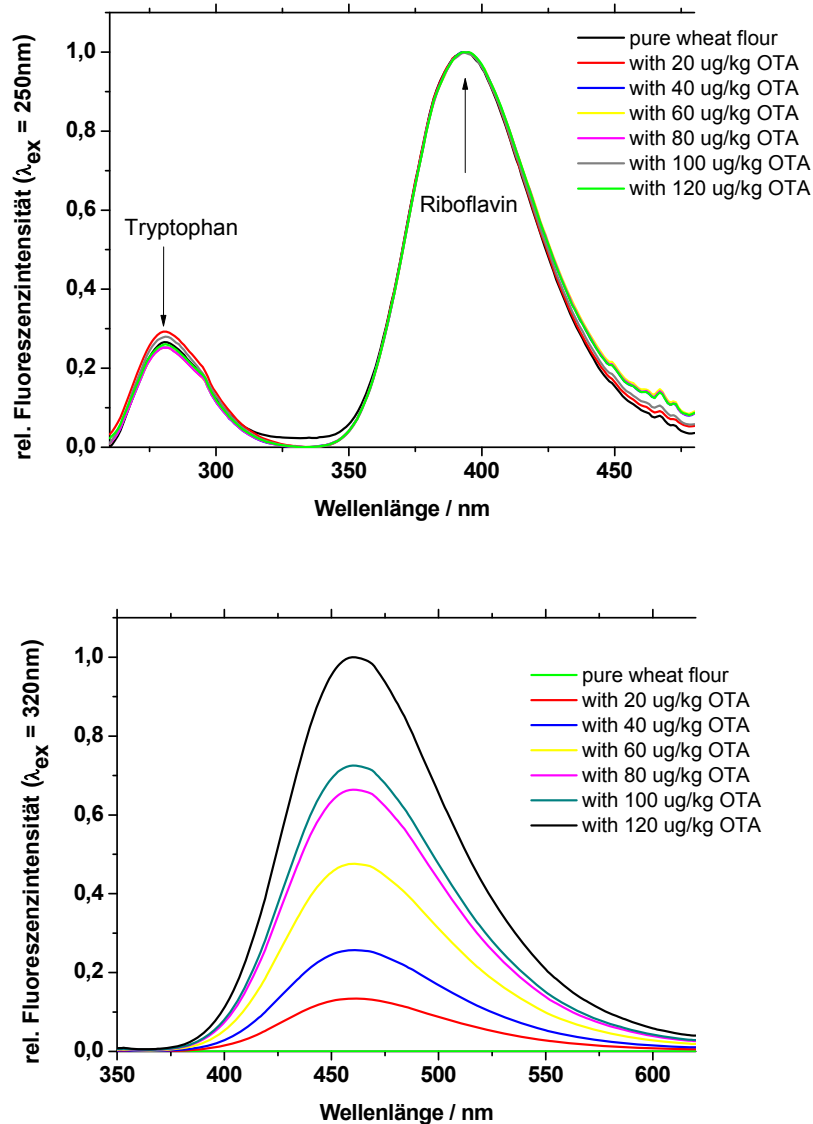 rel. Fluoreszenzintensität (λex = 250nm)
1,0
0,8
0,6
0,4
0,2
0,0
Tryptophan
Riboflavin
pure wheat flour
with 20 ug/kg OTA
with 40 ug/kg OTA
with 60 ug/kg OTA
with 80 ug/kg OTA
with 100 ug/kg OTA
with 120 ug/kg OTA
300 350 400 450
Wellenlänge / nm
rel. Fluoreszenzintensität (λex = 320nm)
1,0
0,8
0,6
0,4
0,2
0,0
pure wheat flour
with 20 ug/kg OTA
with 40 ug/kg OTA
with 60 ug/kg OTA
with 80 ug/kg OTA
with 100 ug/kg OTA
with 120 ug/kg OTA
350 400 450 500 550 600
Wellenlänge / nm